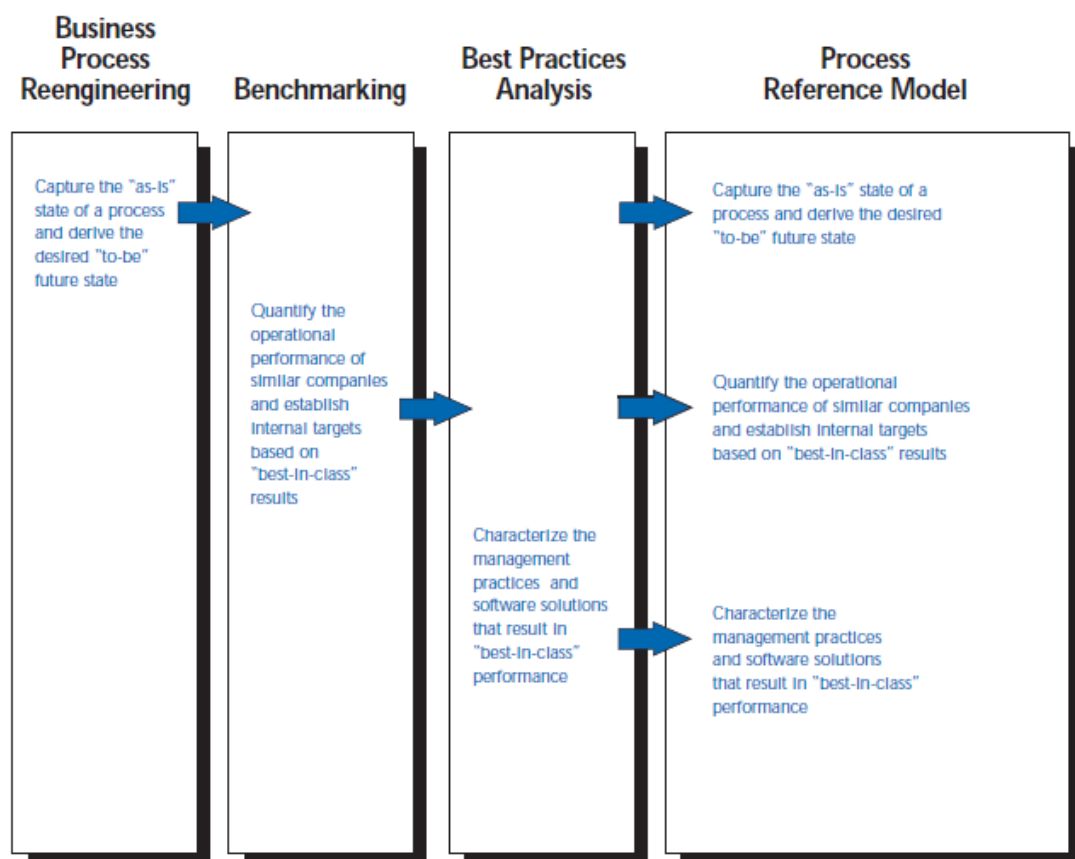 Business
Process
Reengineering
Benchmarking
Best Practices
Analysis
Process
Reference Model
Capture the "as-is"
state of a process
and derive the
desired "to-be"
future state
Quantify the
operational
performance of
similar companies
and establish
internal targets
based on
"best-in-class"
results
Characterize the
management
practices and
software solutions
that result in
"best-in-class"
performance
Capture the "as-is" state of a
process and derive the desired
"to-be" future state
Quantify the operational
performance of similar companies
and establish internal targets
based on "best-in-class" results
Characterize the
management practices
and software solutions
that result in "best-in-class"
performance